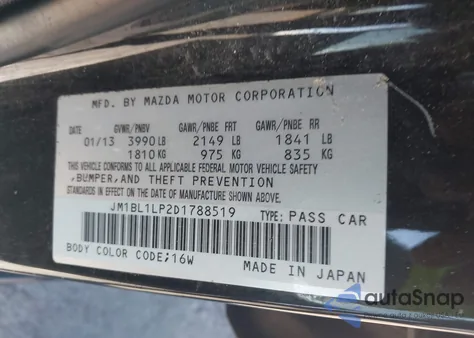 MFD. BY MAZDA MOTOR CORPORATION
DATE GVWR/PNBV GAWR/PNBE FRT GAWR/PNBE RR
01/13 3990 LB 2149 LB 1841 LB
1810 KG 975 KG 835 KG
THIS VEHICLE CONFORMS TO ALL APPLICABLE FEDERAL MOTOR VEHICLE SAFETY
,BUMPER,AND THEFT PREVENTION
STANDARDS IN EFFECT ON THE DATE OF MANUFACTURE SHOWN ABOVE.
JM1BL1LP2D1788519 TYPE: PASS CAR
BODY COLOR CODE;16W MADE IN JAPAN
autoSnap